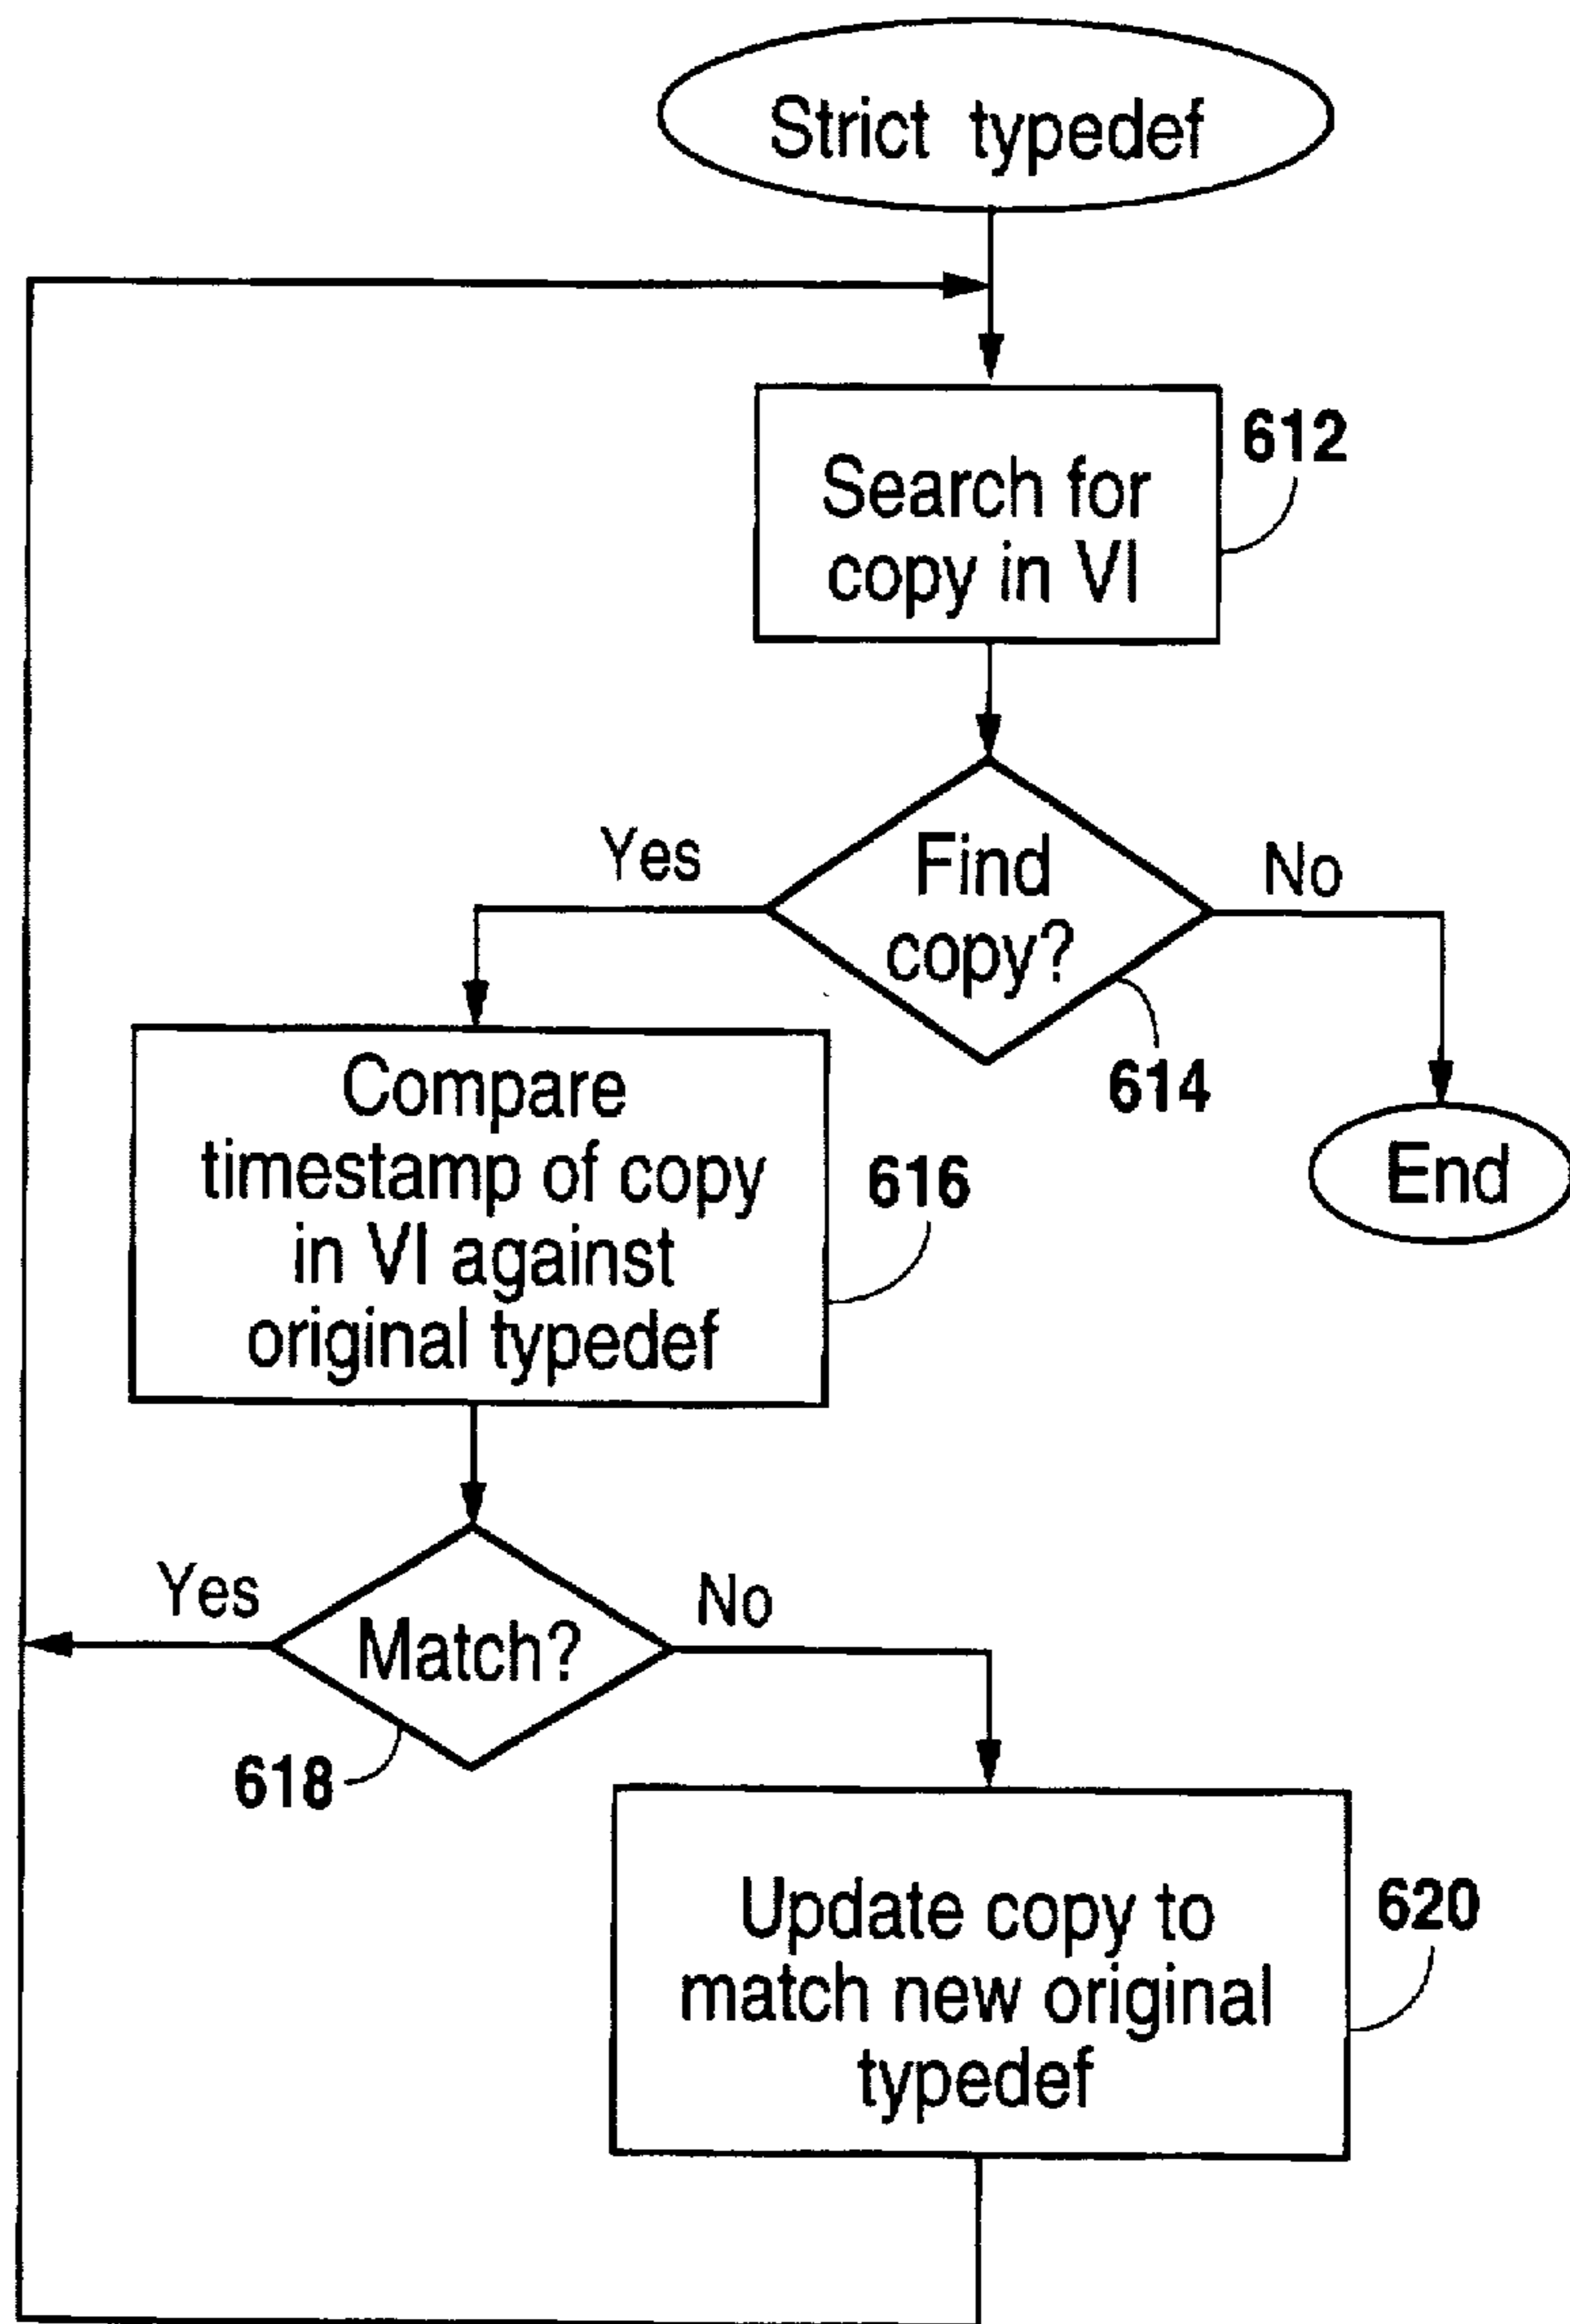 Strict typedef
612
Search for
copy in VI
Yes
Find
copy?
No
614
Compare
timestamp of copy
in VI against
original typedef
616
End
Yes
Match?
No
618
Update copy to
match new original
typedef
620